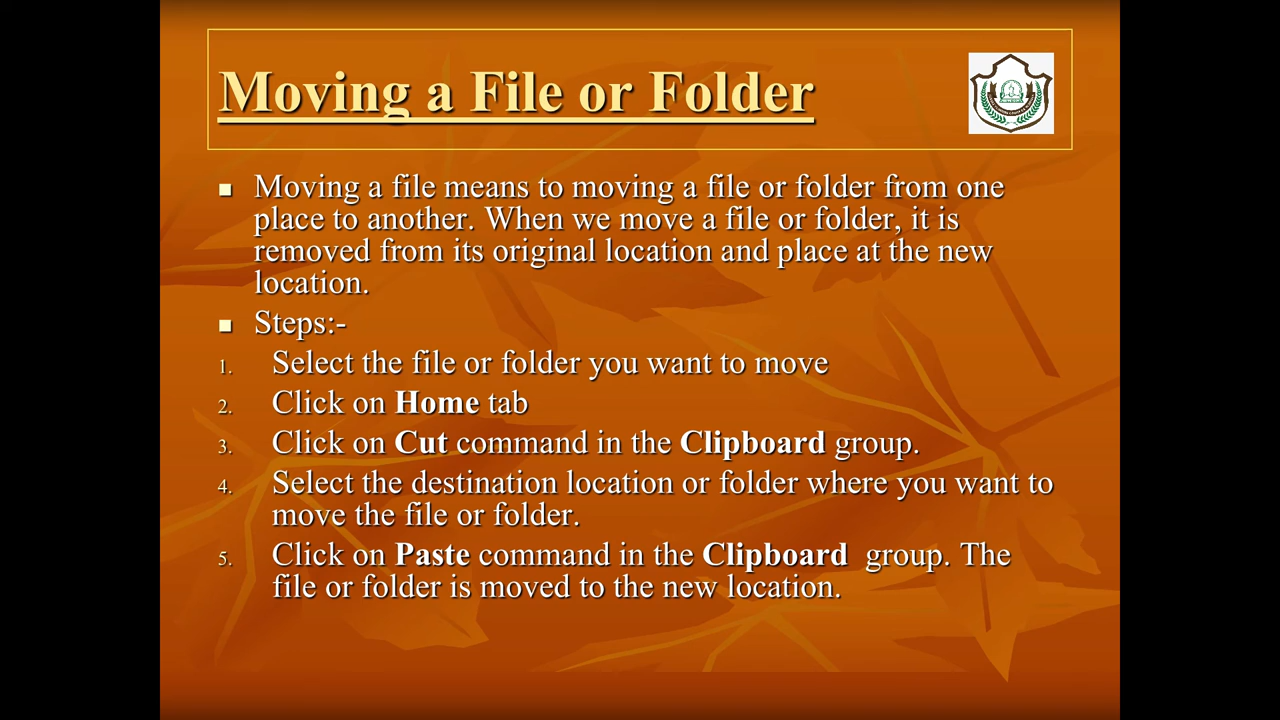 Moving a File or Folder
■ Moving a file means to moving a file or folder from one
place to another. When we move a file or folder, it is
removed from its original location and place at the new
location.
■ Steps:-
1. Select the file or folder you want to move
2. Click on Home tab
3. Click on Cut command in the Clipboard group.
4. Select the destination location or folder where you want to
move the file or folder.
5. Click on Paste command in the Clipboard group. The
file or folder is moved to the new location.